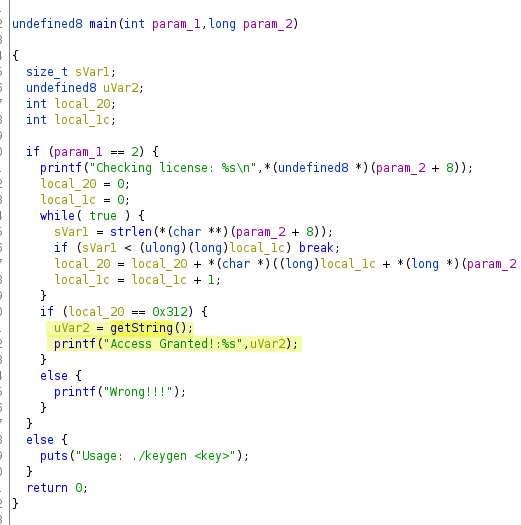 undefined8 main(int param_1,long param_2)
{
size_t sVar1;
undefined8 uVar2;
int local_20;
int local_1c;
if (param_1 == 2) {
printf("Checking license: %s\n",*(undefined8 *)(param_2 + 8));
local_20 = 0;
local_1c = 0;
while( true ) {
sVar1 = strlen(*(char **)(param_2 + 8));
if (sVar1 < (ulong)(long)local_1c) break;
local_20 = local_20 + *(char *)((long)local_1c + *(long *)(param_2
local_1c = local_1c + 1;
}
if (local_20 == 0x312) {
uVar2 = getString();
printf("Access Granted!:%s",uVar2);
}
else {
printf("Wrong!!!");
}
}
else {
puts("Usage: ./keygen <key>");
}
return 0;
}